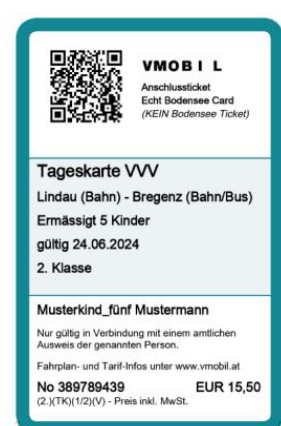 VMOBIL
Anschlussticket
Echt Bodensee Card
(KEIN Bodensee Ticket)
Tageskarte VVV
Lindau (Bahn) - Bregenz (Bahn/Bus)
Ermässigt 5 Kinder
gültig 24.06.2024
2. Klasse
Musterkind_fünf Mustermann
Nur gültig in Verbindung mit einem amtlichen
Ausweis der genannten Person.
Fahrplan- und Tarif-Infos unter www.vmobil.at
No 389789439 EUR 15,50
(2.)(TK)(1/2)(V) - Preis inkl. MwSt.